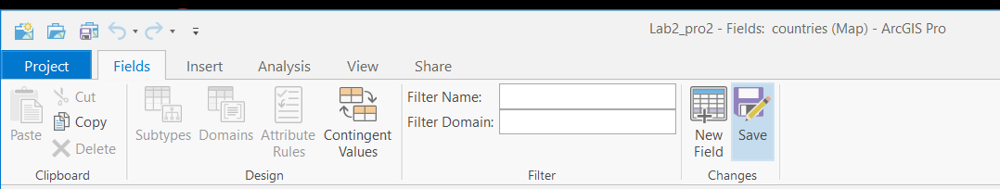 Lab2_pro2 - Fields:  countries (Map) - ArcGIS Pro
Project Fields Insert Analysis View Share
Paste
Cut
Copy
Delete
Clipboard
Subtypes
Domains
Attribute
Rules
Contingent
Values
Design
Filter Name:
Filter Domain:
Filter
New
Field
Save
Changes